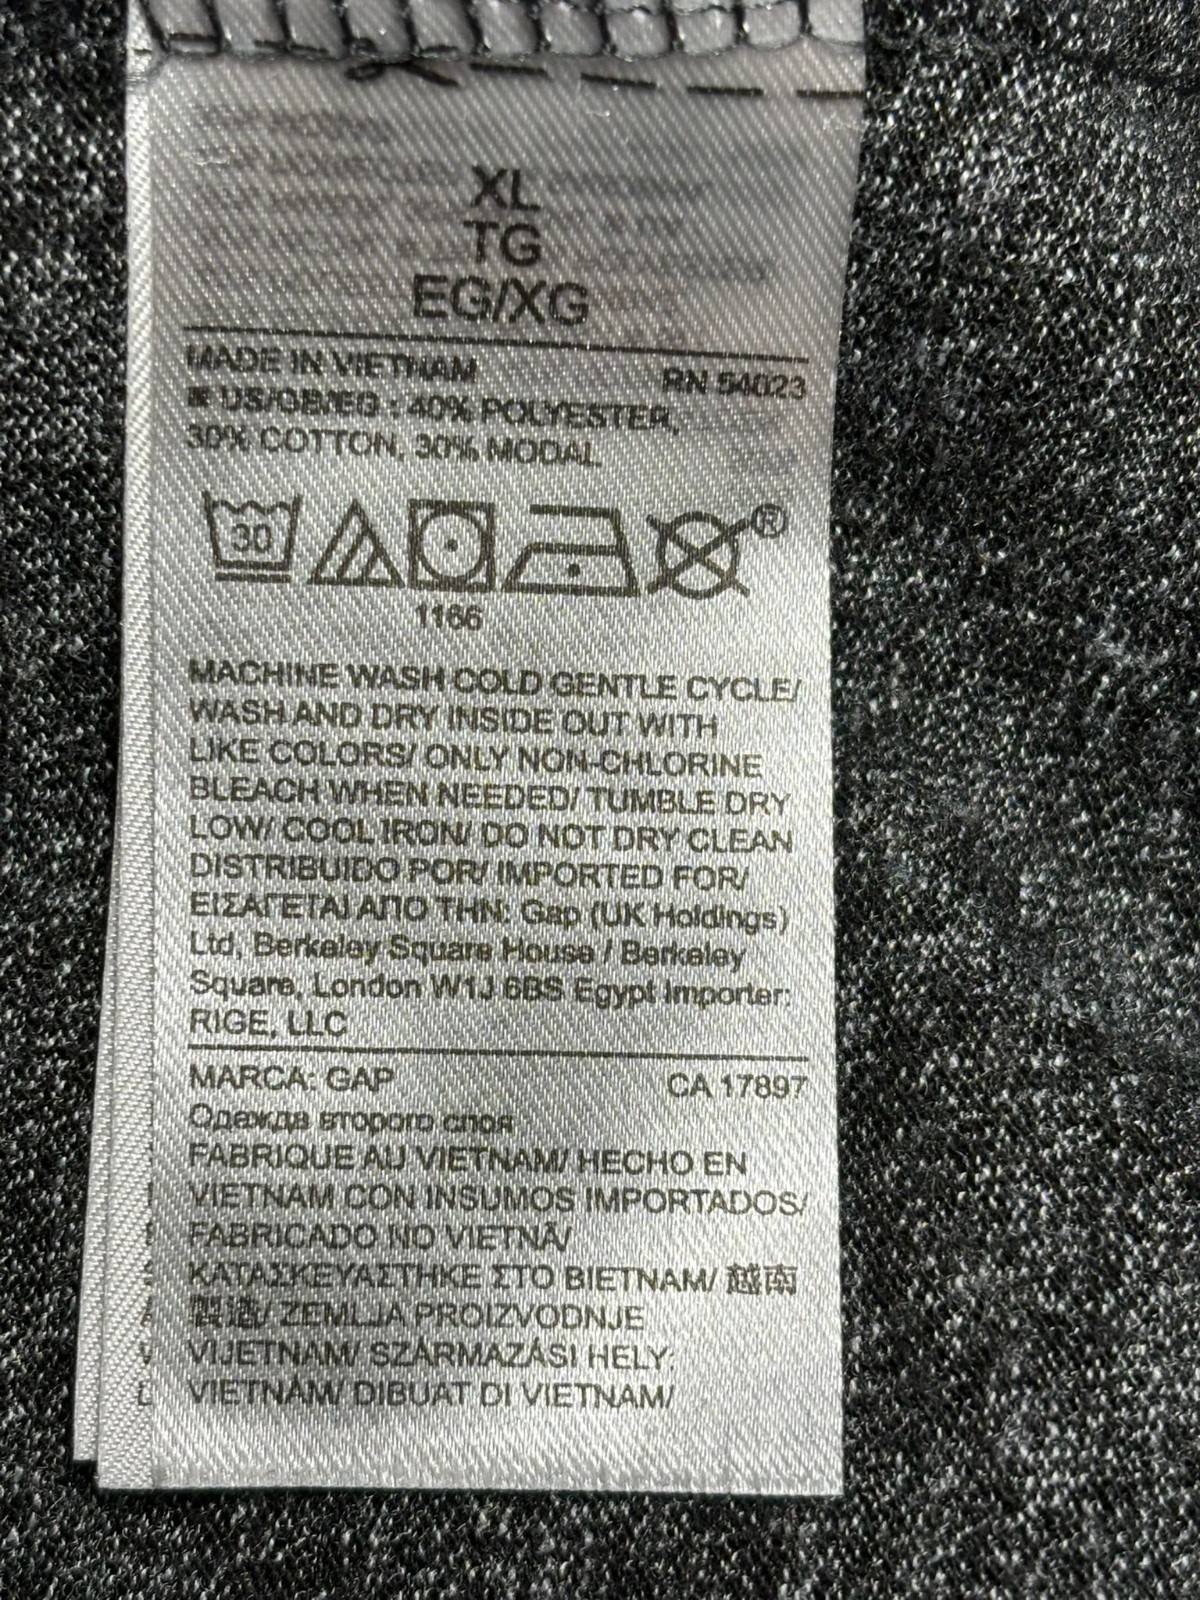 XL
TG
EG/XG
MADE IN VIETNAM RN 54023
US/GB/EG : 40% POLYESTER,
30% COTTON, 30% MODAL
30
®
1166
MACHINE WASH COLD GENTLE CYCLE/
WASH AND DRY INSIDE OUT WITH
LIKE COLORS/ ONLY NON-CHLORINE
BLEACH WHEN NEEDED/ TUMBLE DRY
LOW/ COOL IRON/ DO NOT DRY CLEAN
DISTRIBUIDO POR/ IMPORTED FOR/
ΕΙΣΑΓΕΤΑΙ ΑΠΟ ΤΗΝ: Gap (UK Holdings)
Ltd, Berkeley Square House / Berkeley
Square, London W1J 6BS Egypt Importer:
RIGE, LLC
MARCA: GAP CA 17897
Одежда второго слоя
FABRIQUE AU VIETNAM/ HECHO EN
VIETNAM CON INSUMOS IMPORTADOS/
FABRICADO NO VIETNÃ/
ΚΑΤΑΣΚΕΥΑΣΤΗΚΕ ΣΤΟ ΒΙΕΤΝΑΜ/ 越南
製造/ ZEMLJA PROIZVODNJE
VIJETNAM/ SZÁRMAZÁSI HELY:
VIETNÁM/ DIBUAT DI VIETNAM/